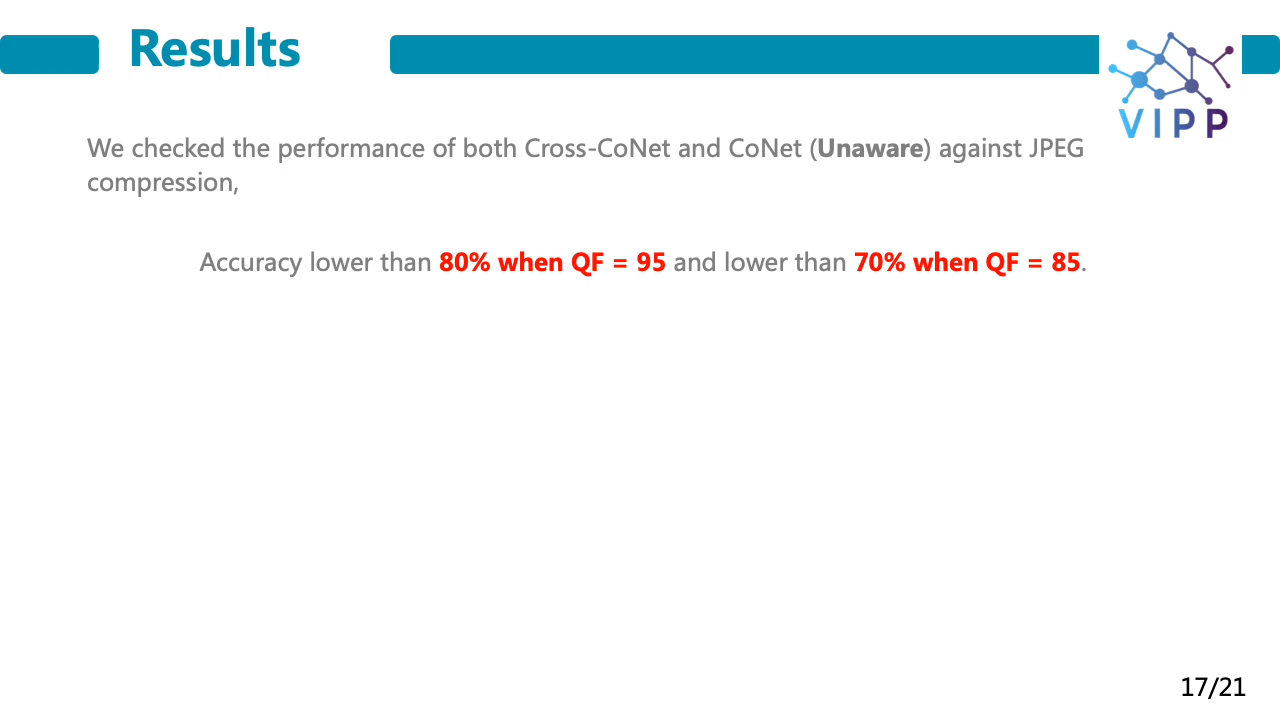 Results
VIPP
We checked the performance of both Cross-CoNet and CoNet (Unaware) against JPEG
compression,
Accuracy lower than 80% when QF = 95 and lower than 70% when QF = 85.
17/21